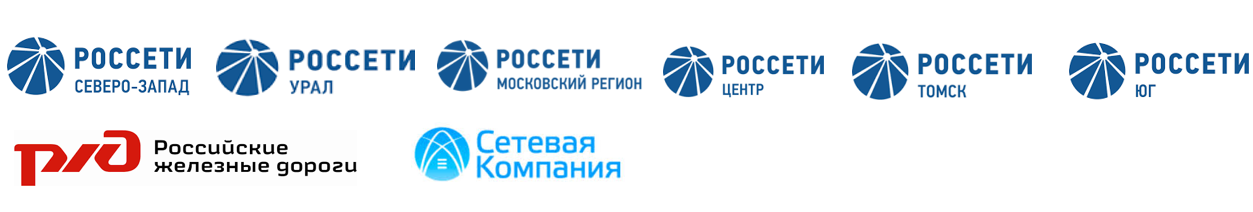 РОССЕТИ
СЕВЕРО-ЗАПАД
РОССЕТИ
УРАЛ
РОССЕТИ
МОСКОВСКИЙ РЕГИОН
РОССЕТИ
ЦЕНТР
РОССЕТИ
ТОМСК
РОССЕТИ
ЮГ
ржд Российские
железные дороги
Сетевая
Компания